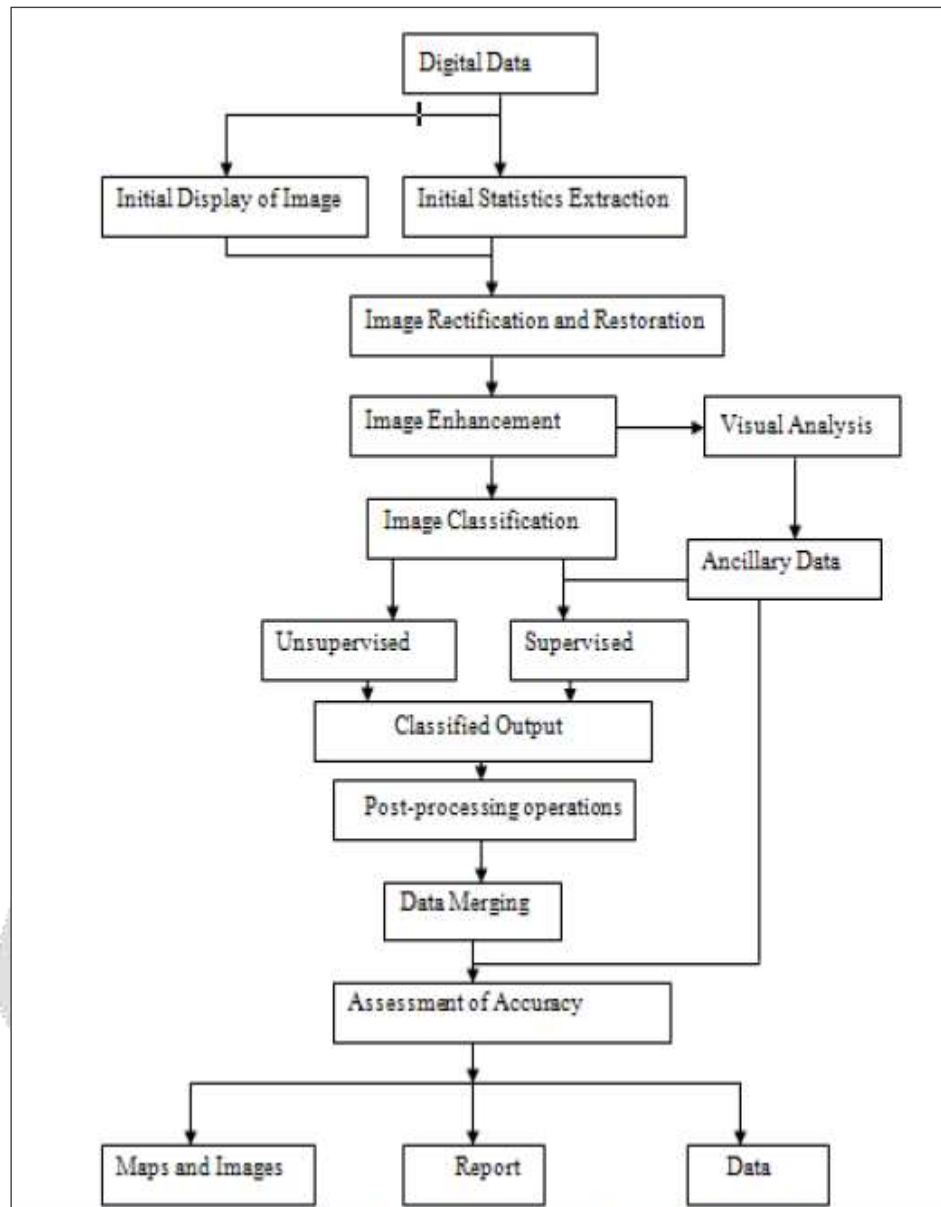 Digital Data
Initial Display of Image
Initial Statistics Extraction
Image Rectification and Restoration
Image Enhancement
Visual Analysis
Image Classification
Ancillary Data
Unsupervised
Supervised
Classified Output
Post-processing operations
Data Merging
Assessment of Accuracy
Maps and Images
Report
Data